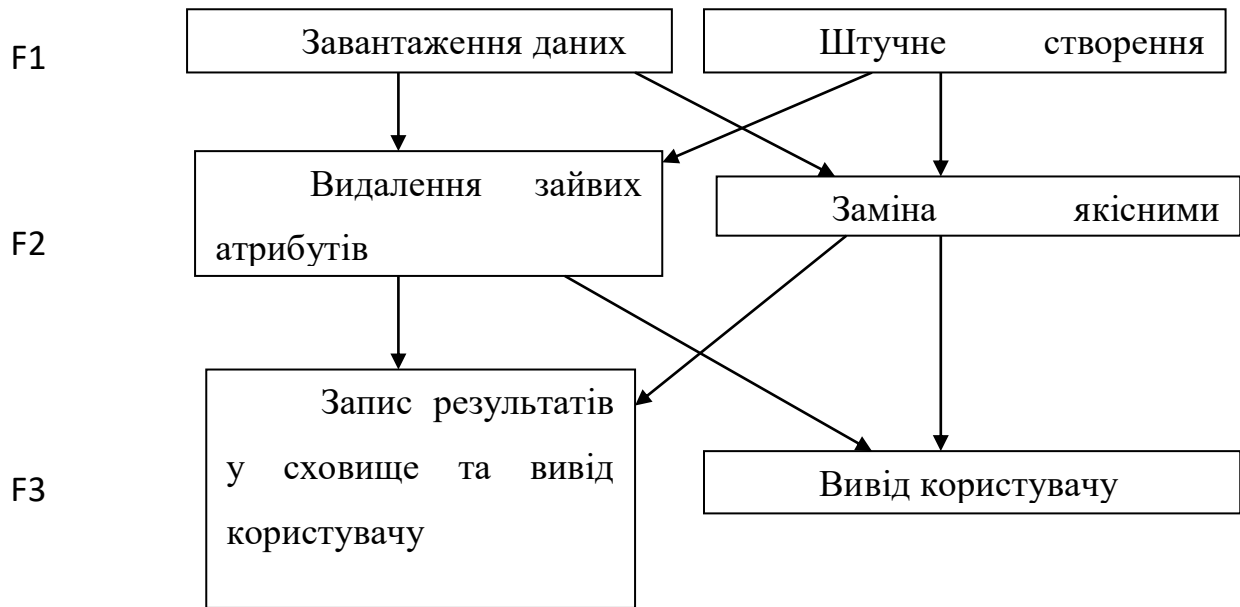 F1
Завантаження даних
Штучне створення
F2
Видалення зайвих
атрибутів
Заміна якісними
F3
Запис результатів
у сховище та вивід
користувачу
Вивід користувачу